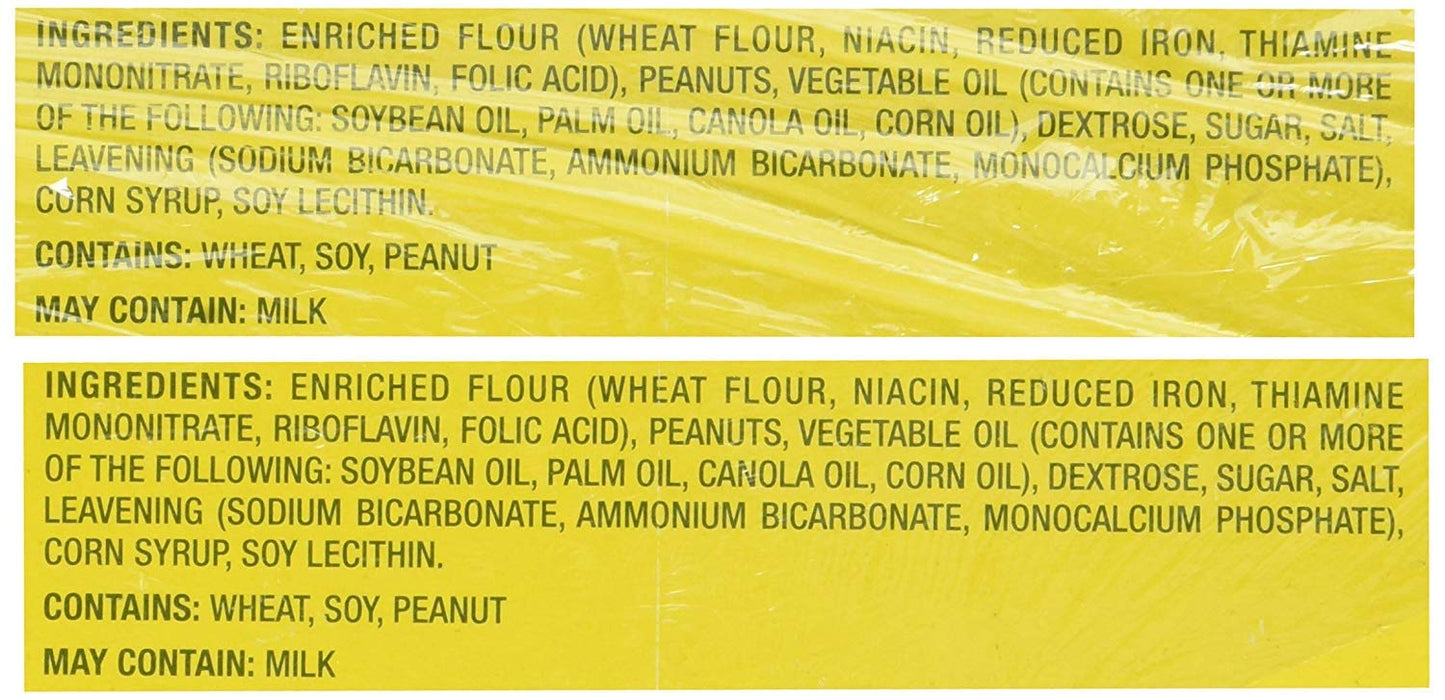 INGREDIENTS: ENRICHED FLOUR (WHEAT FLOUR, NIACIN, REDUCED IRON, THIAMINE
MONONITRATE, RIBOFLAVIN, FOLIC ACID), PEANUTS, VEGETABLE OIL (CONTAINS ONE OR MORE
OF THE FOLLOWING: SOYBEAN OIL, PALM OIL, CANOLA OIL, CORN OIL), DEXTROSE, SUGAR, SALT,
LEAVENING (SODIUM BICARBONATE, AMMONIUM BICARBONATE, MONOCALCIUM PHOSPHATE),
CORN SYRUP, SOY LECITHIN.
CONTAINS: WHEAT, SOY, PEANUT
MAY CONTAIN: MILK
INGREDIENTS: ENRICHED FLOUR (WHEAT FLOUR, NIACIN, REDUCED IRON, THIAMINE
MONONITRATE, RIBOFLAVIN, FOLIC ACID), PEANUTS, VEGETABLE OIL (CONTAINS ONE OR MORE
OF THE FOLLOWING: SOYBEAN OIL, PALM OIL, CANOLA OIL, CORN OIL), DEXTROSE, SUGAR, SALT,
LEAVENING (SODIUM BICARBONATE, AMMONIUM BICARBONATE, MONOCALCIUM PHOSPHATE),
CORN SYRUP, SOY LECITHIN.
CONTAINS: WHEAT, SOY, PEANUT
MAY CONTAIN: MILK